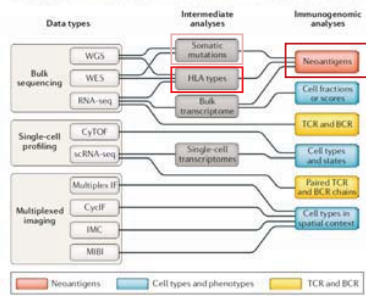 Data types
Intermediate
analyses
Immunogenomic
analyses
Bulk
sequencing
WGS
WES
RNA-seq
Somatic
mutations
HLA types
Bulk
transcriptome
Neoantigens
Cell fractions
or scores
TCR and BCR
Single-cell
profiling
CyTOF
scRNA-seq
Single-cell
transcriptomes
Cell types
and states
Paired TCR
and BCR chains
Multiplexed
imaging
Multiplex IF
CycIF
IMC
MIBI
Cell types in
spatial context
Neoantigens
Cell types and phenotypes
TCR and BCR